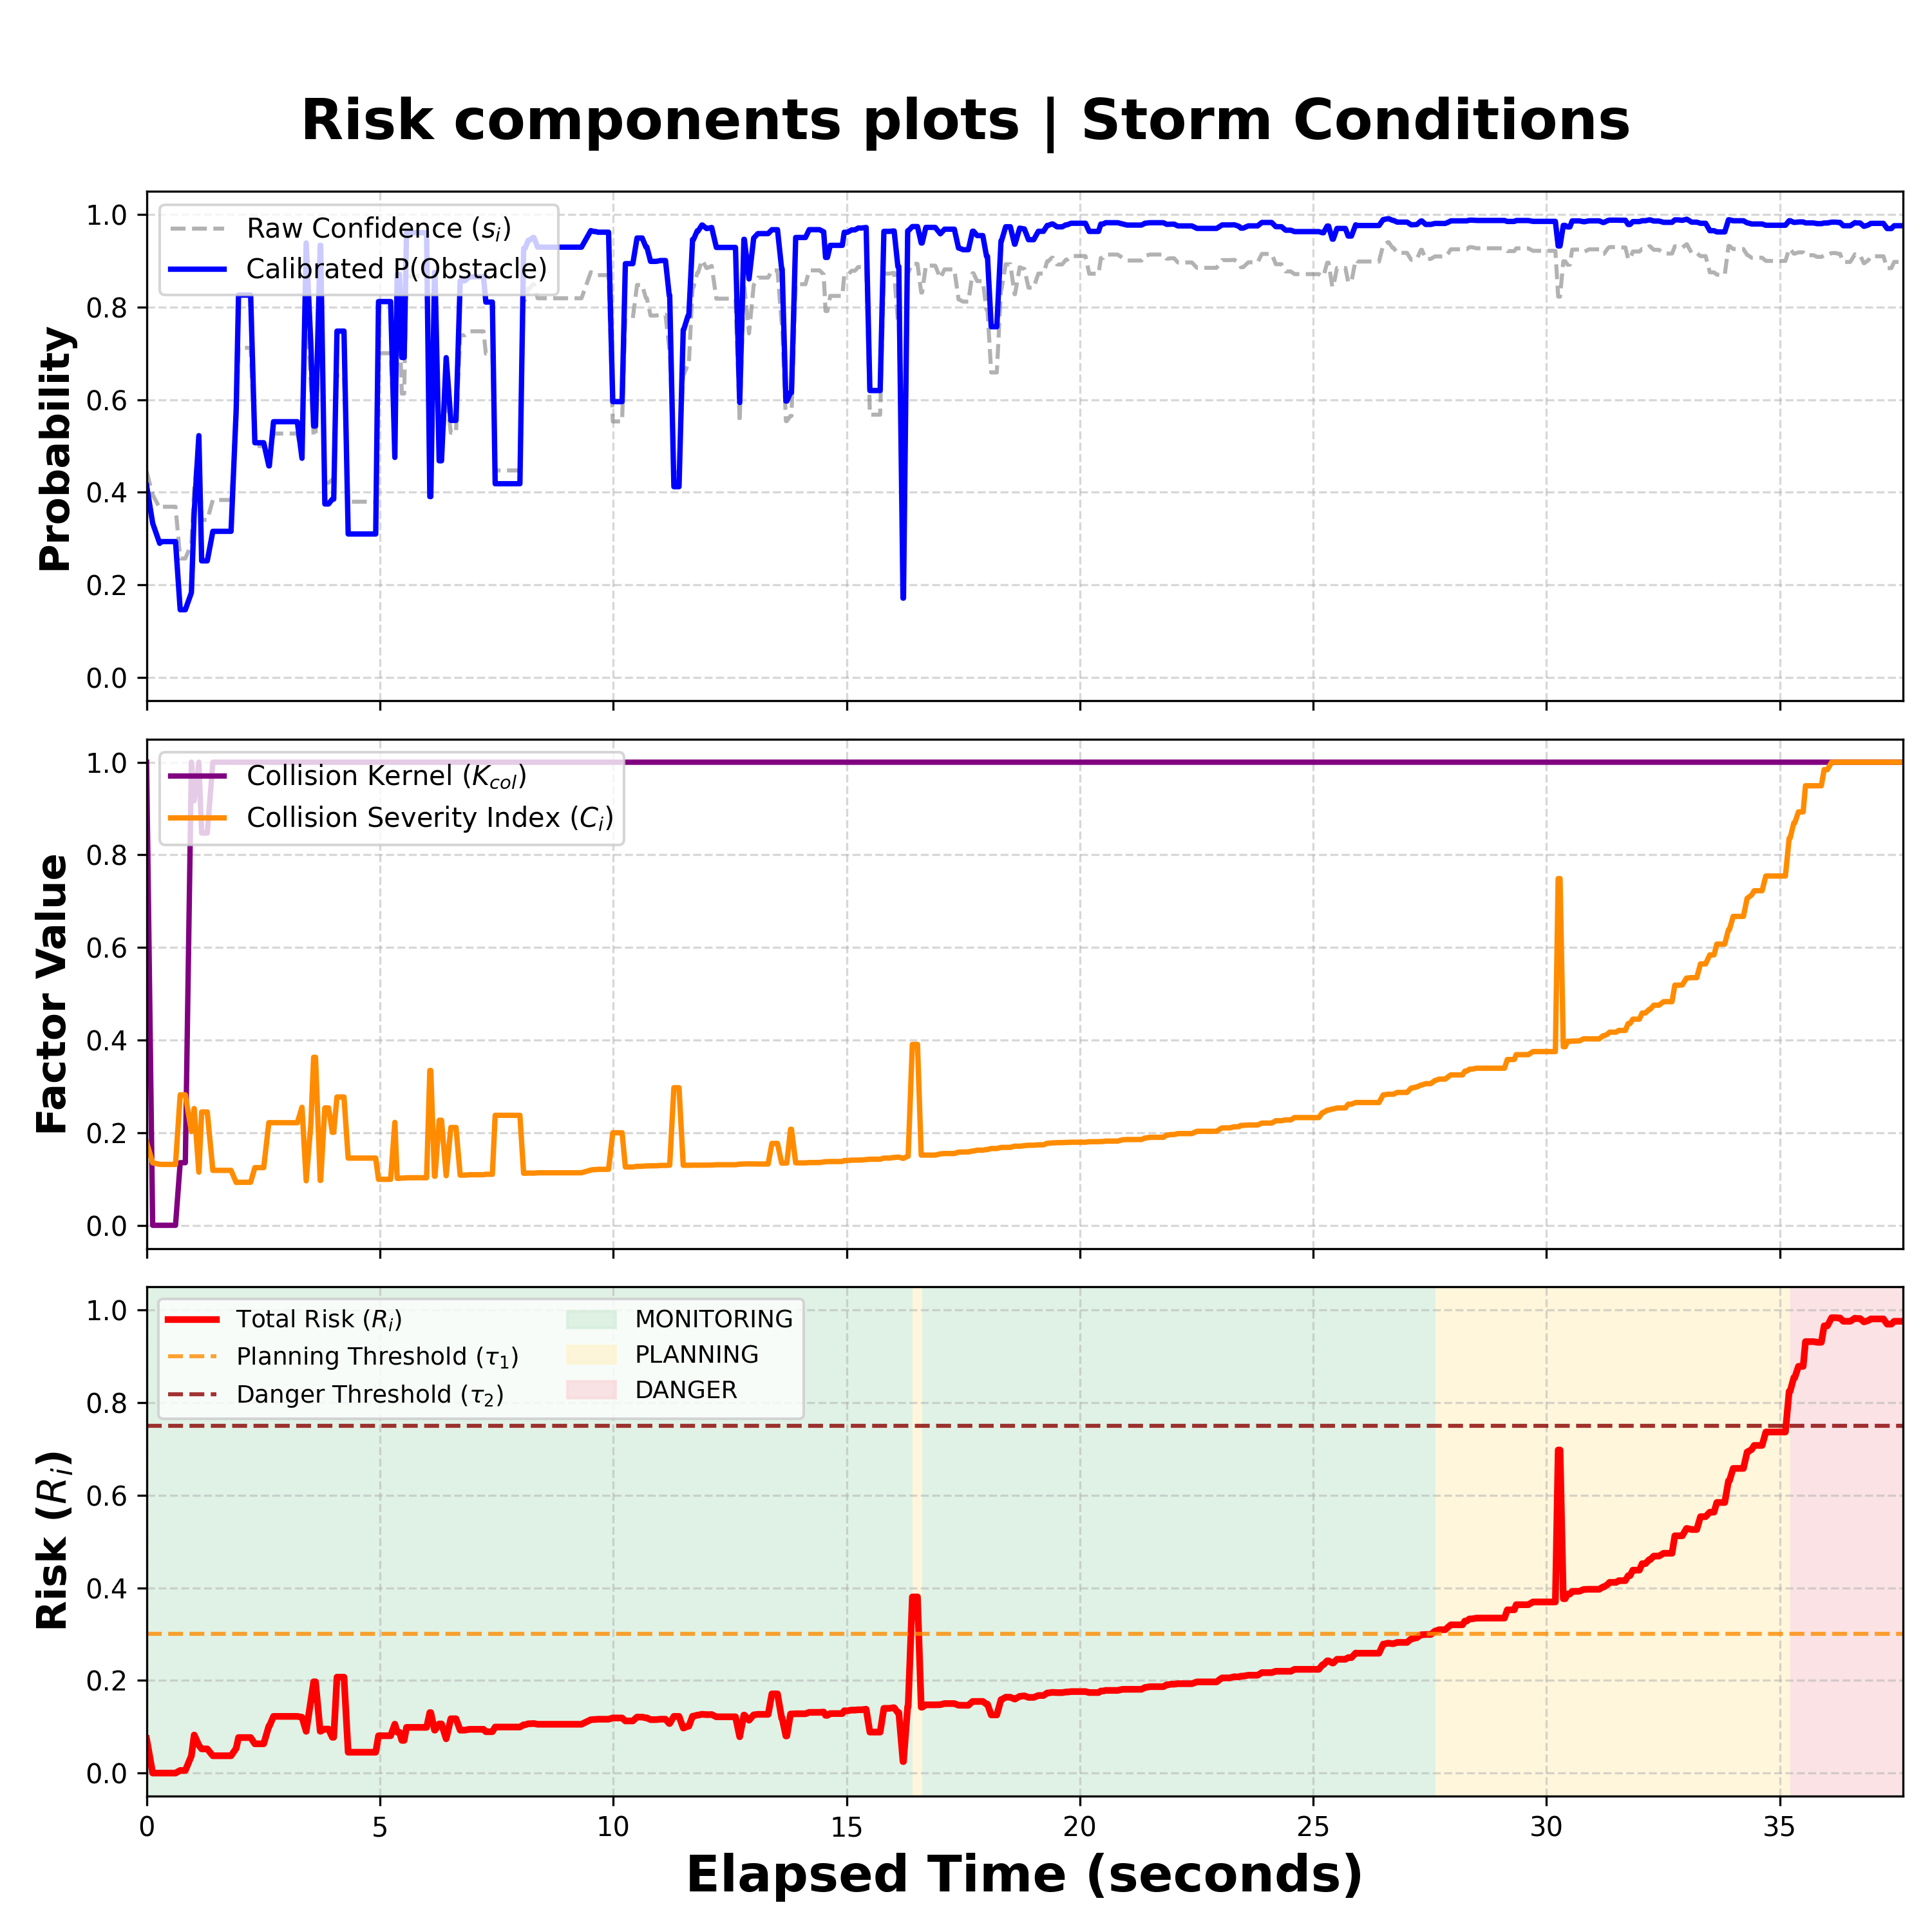 Risk components plots | Storm Conditions
Probability
1.0
0.8
0.6
0.4
0.2
0.0
Raw Confidence (sᵢ)
Calibrated P(Obstacle)
Factor Value
1.0
0.8
0.6
0.4
0.2
0.0
Collision Kernel (K_col)
Collision Severity Index (Cᵢ)
Risk (Rᵢ)
1.0
0.8
0.6
0.4
0.2
0.0
Total Risk (Rᵢ)
Planning Threshold (τ₁)
Danger Threshold (τ₂)
MONITORING
PLANNING
DANGER
0 5 10 15 20 25 30 35
Elapsed Time (seconds)